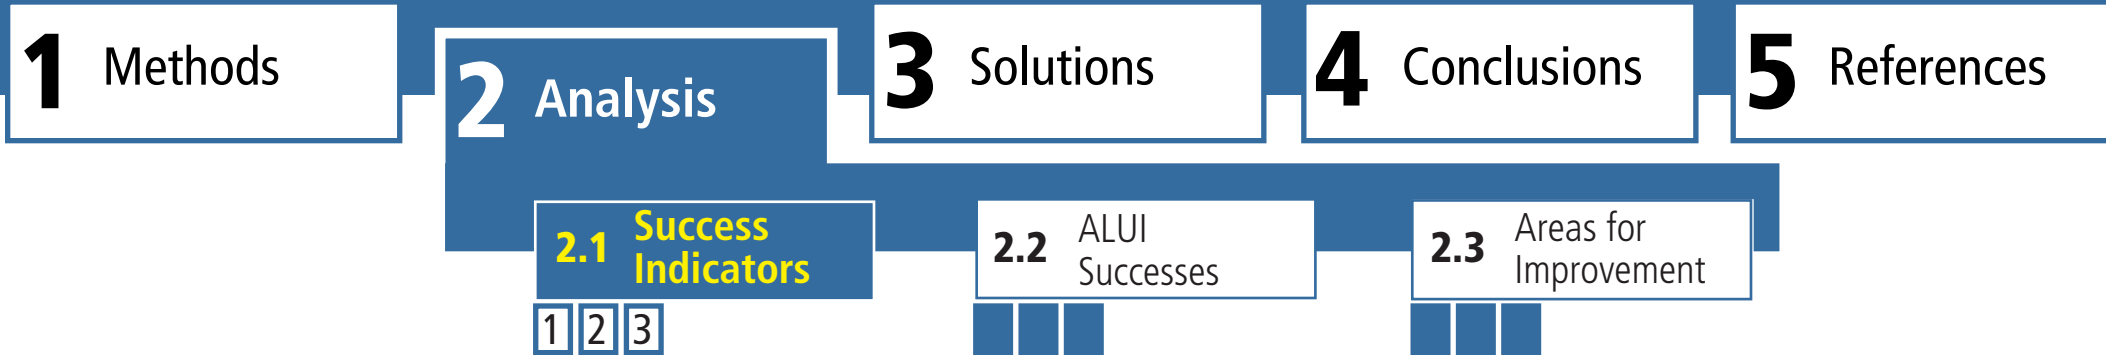 1 Methods
2 Analysis
3 Solutions
4 Conclusions
5 References
2.1 Success
Indicators
2.2 ALUI
Successes
2.3 Areas for
Improvement
1 2 3